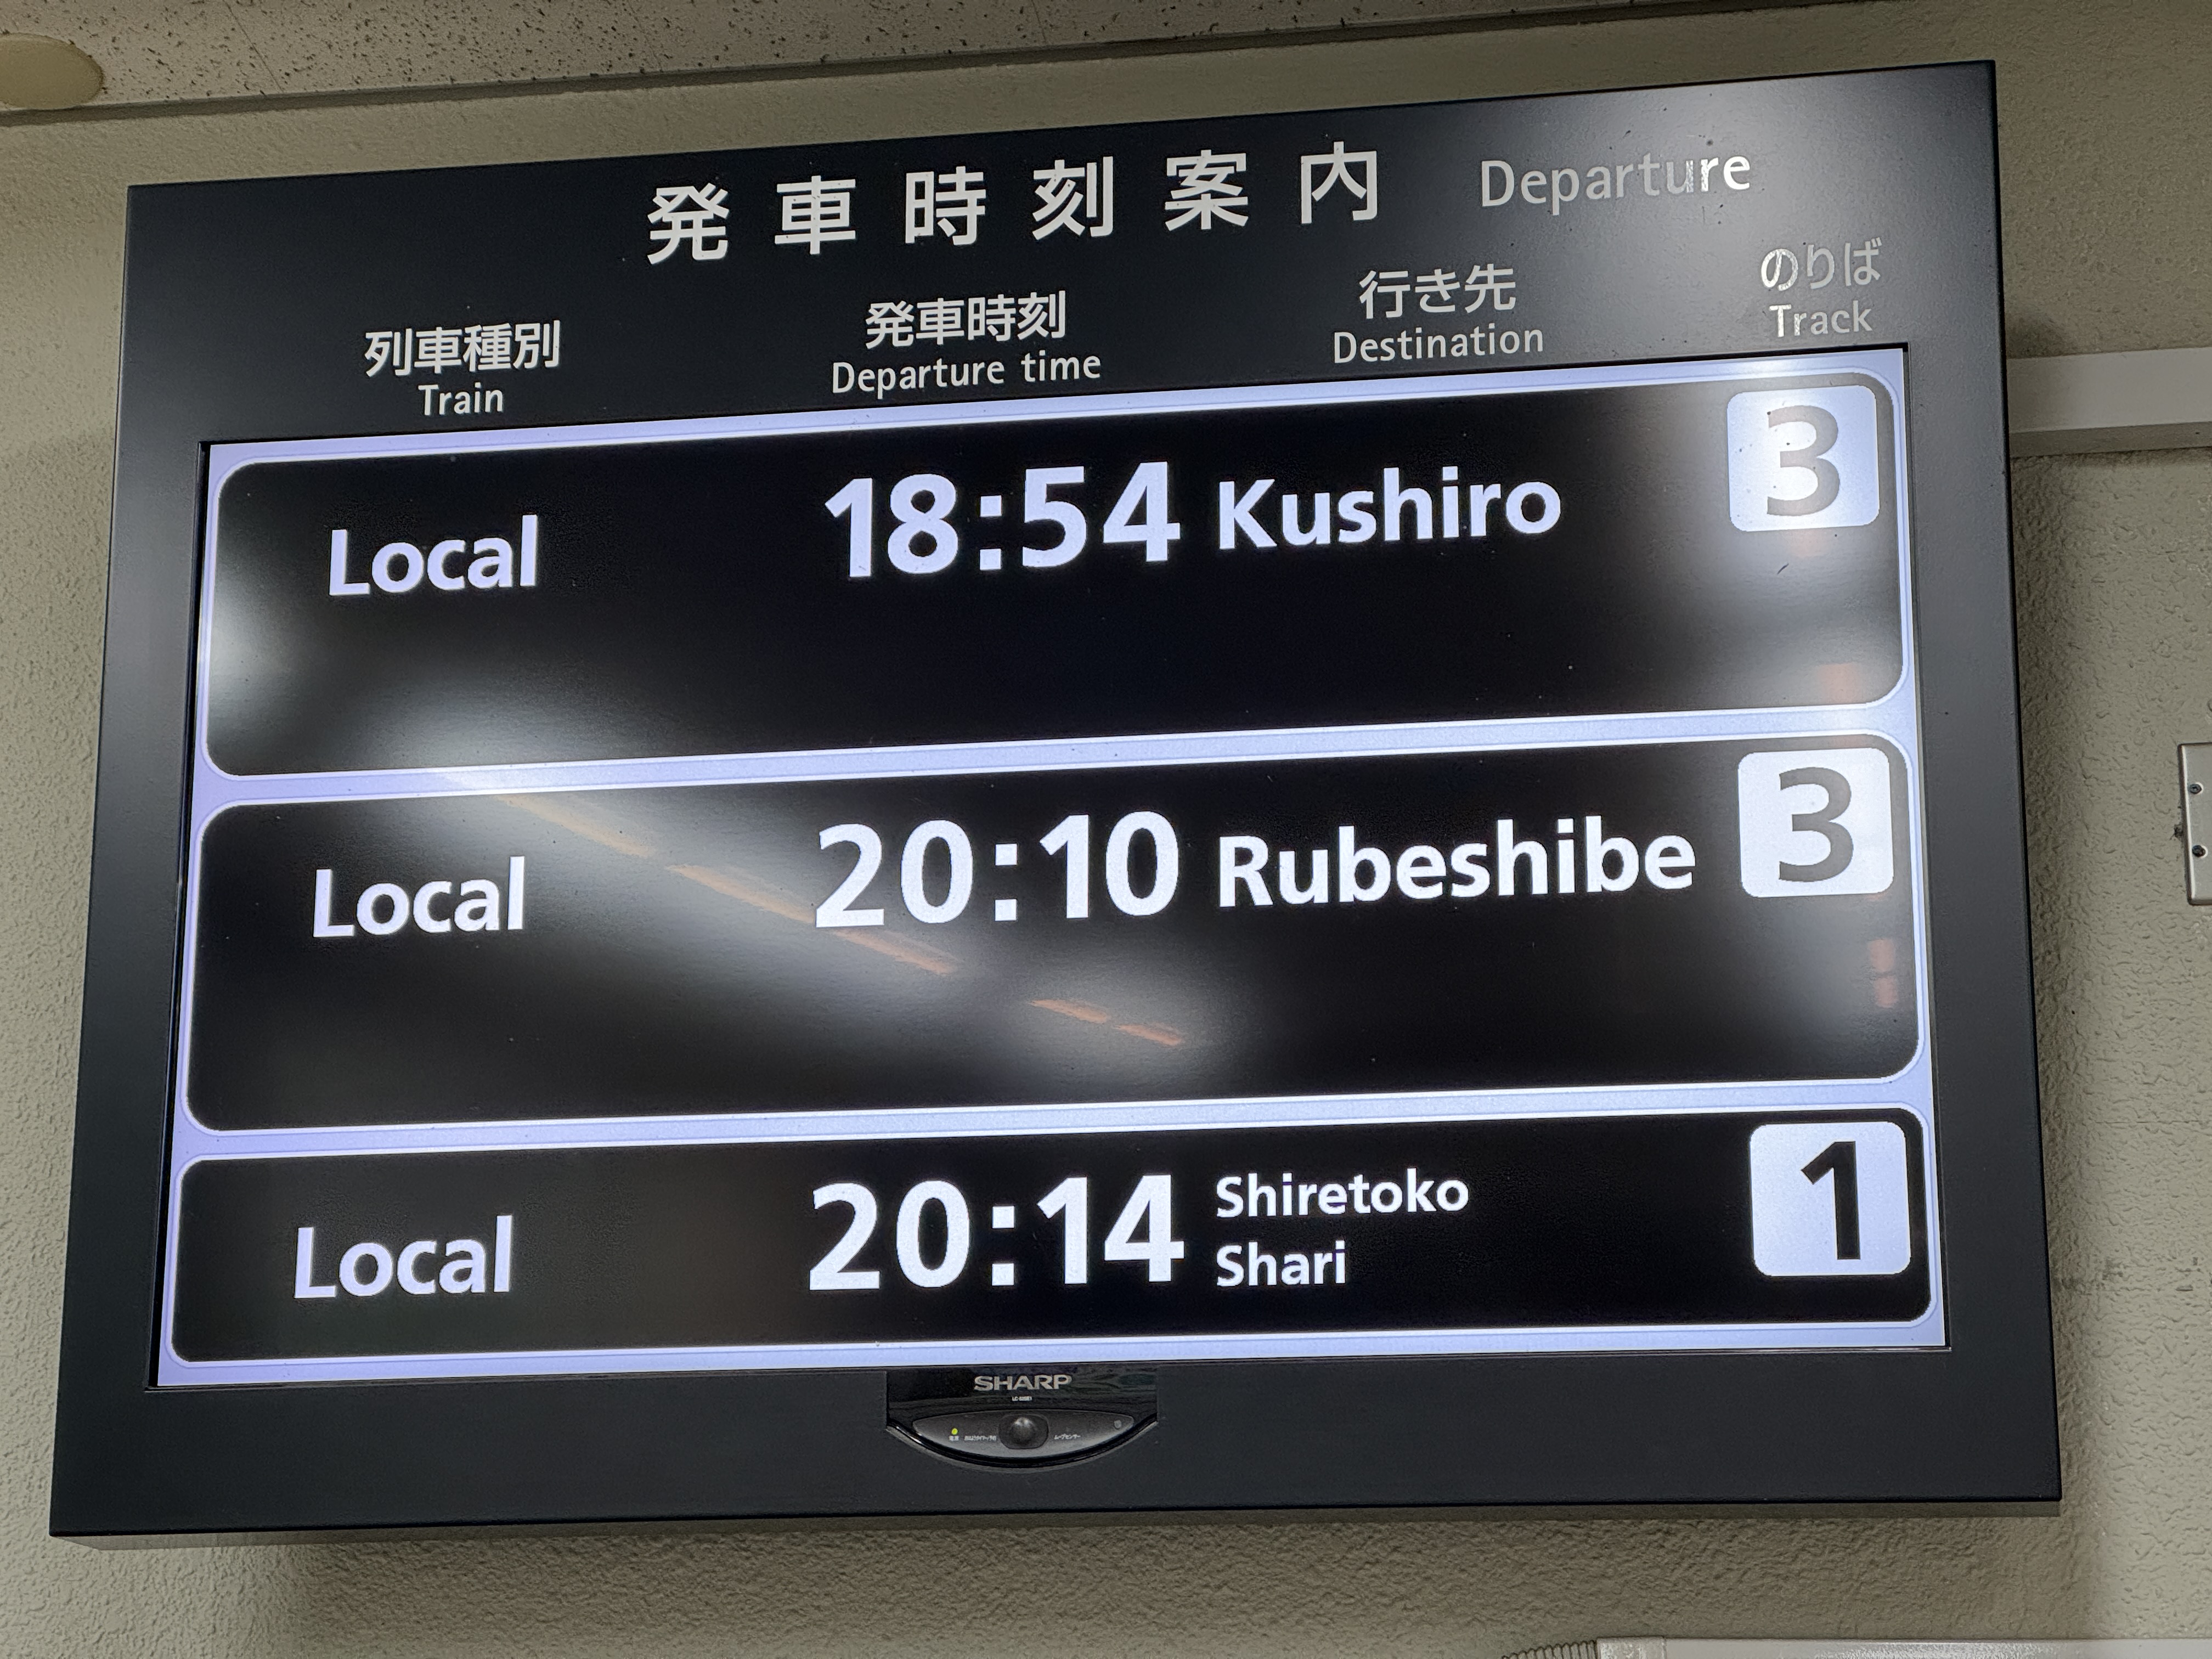 発車時刻案内 Departure
列車種別 発車時刻 行き先 のりば
Train Departure time Destination Track
Local 18:54 Kushiro 3
Local 20:10 Rubeshibe 3
Local 20:14 Shiretoko Shari 1
SHARP